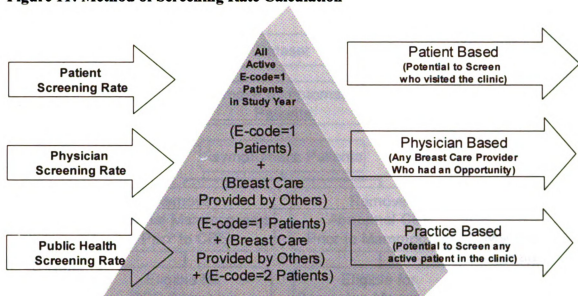 Figure 11: Method of Screening Rate Calculation
Patient
Screening Rate
All
Active
E-code=1
Patients
in Study Year
Patient Based
(Potential to Screen
who visited the clinic)
Physician
Screening Rate
(E-code=1
Patients)
+
(Breast Care
Provided by Others)
Physician Based
(Any Breast Care Provider
Who had an Opportunity)
Public Health
Screening Rate
(E-code=1 Patients)
+ (Breast Care
Provided by Others)
+ (E-code=2 Patients)
Practice Based
(Potential to Screen any
active patient in the clinic)